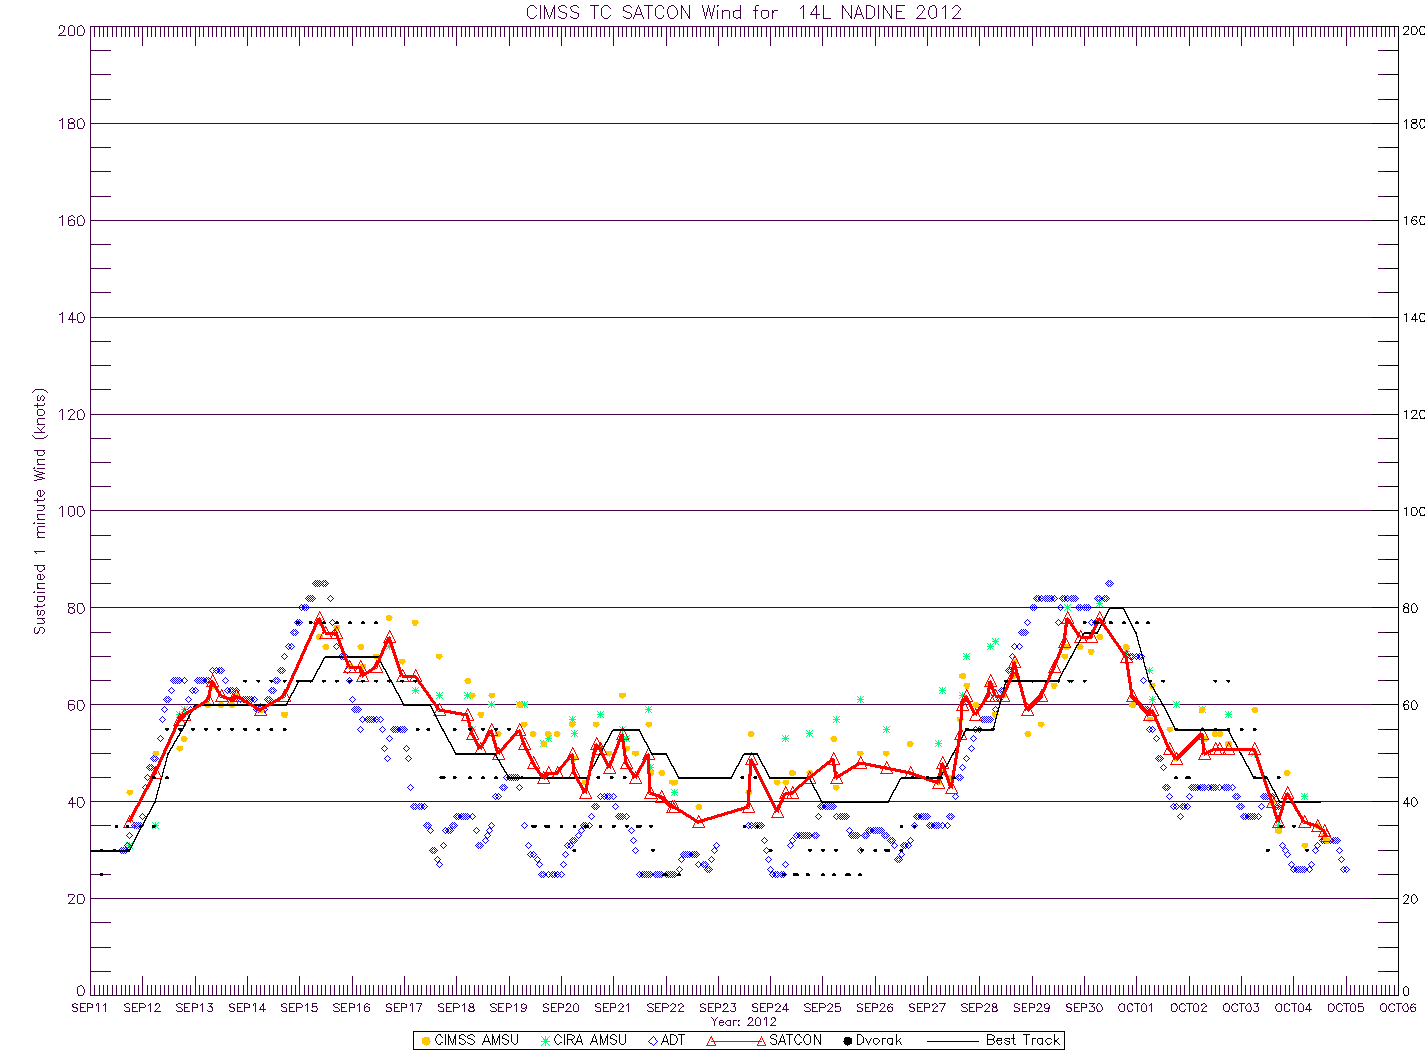 CIMSS TC SATCON Wind for 14L NADINE 2012
200 200
180 180
160 160
140 140
120 120
100 100
80 80
60 60
40 40
20 20
0 0
Sustained 1 minute Wind (knots)
SEP11 SEP12 SEP13 SEP14 SEP15 SEP16 SEP17 SEP18 SEP19 SEP20 SEP21 SEP22 SEP23 SEP24 SEP25 SEP26 SEP27 SEP28 SEP29 SEP30 OCT01 OCT02 OCT03 OCT04 OCT05 OCT06
Year: 2012
CIMSS AMSU CIRA AMSU ADT SATCON Dvorak Best Track